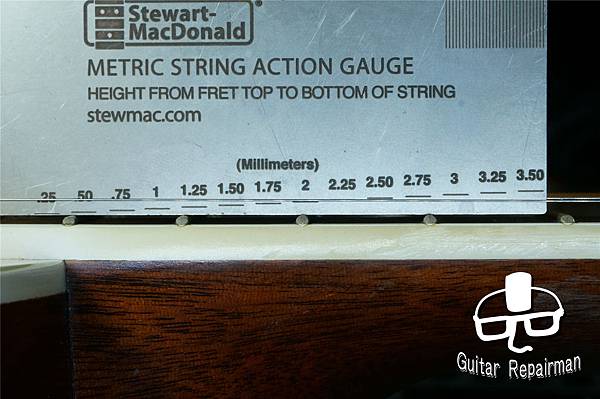 Stewart-
MacDonald®
METRIC STRING ACTION GAUGE
HEIGHT FROM FRET TOP TO BOTTOM OF STRING
stewmac.com
(Millimeters)
.25 .50 .75 1 1.25 1.50 1.75 2 2.25 2.50 2.75 3 3.25 3.50
Guitar Repairman